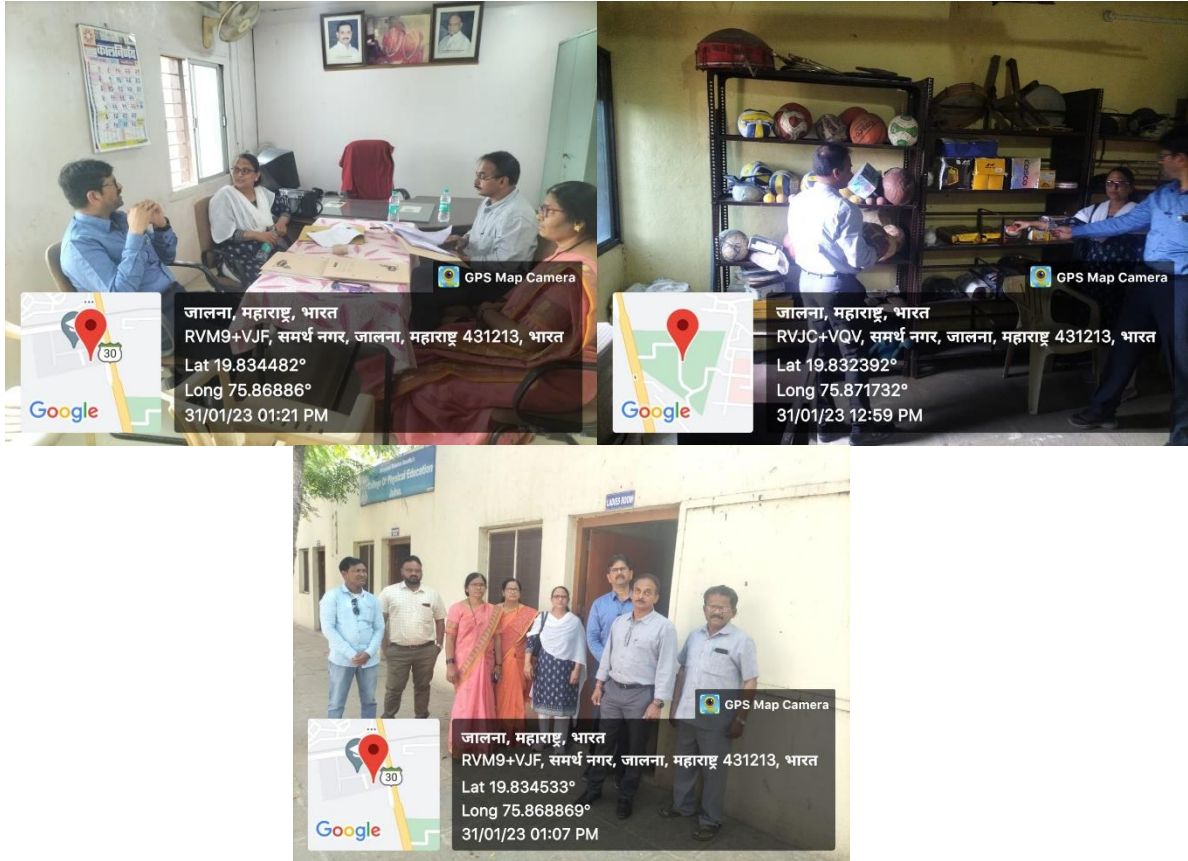 कालनिर्णय
GPS Map Camera
जालना, महाराष्ट्र, भारत
RVM9+VJF, समर्थ नगर, जालना, महाराष्ट्र 431213, भारत
Lat 19.834482°
Long 75.86886°
31/01/23 01:21 PM
30
Google
GPS Map Camera
जालना, महाराष्ट्र, भारत
RVJC+VQV, समर्थ नगर, जालना, महाराष्ट्र 431213, भारत
Lat 19.832392°
Long 75.871732°
31/01/23 12:59 PM
Google
College Of Physical Education
Jalna.
LADIES ROOM
GPS Map Camera
जालना, महाराष्ट्र, भारत
RVM9+VJF, समर्थ नगर, जालना, महाराष्ट्र 431213, भारत
Lat 19.834533°
Long 75.868869°
31/01/23 01:07 PM
30
Google